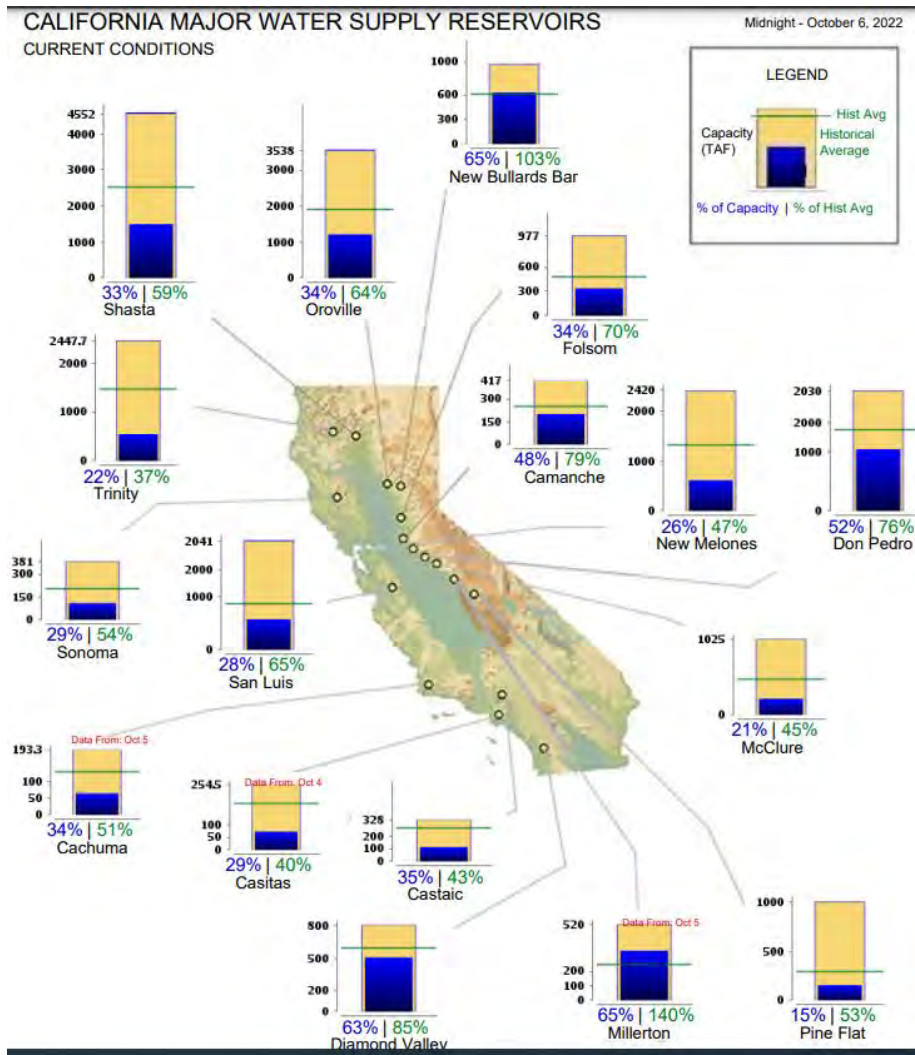 CALIFORNIA MAJOR WATER SUPPLY RESERVOIRS
Midnight - October 6, 2022
CURRENT CONDITIONS
LEGEND
Hist Avg
Capacity
(TAF)
Historical
Average
% of Capacity | % of Hist Avg
1000
600
300
0
65% | 103%
New Bullards Bar
4552
4000
3000
2000
1000
0
33% | 59%
Shasta
3538
3000
2000
1000
0
34% | 64%
Oroville
977
600
300
0
34% | 70%
Folsom
2447.7
2000
1000
0
22% | 37%
Trinity
417
300
150
0
48% | 79%
Camanche
2420
2000
1000
0
26% | 47%
New Melones
2030
2000
1000
0
52% | 76%
Don Pedro
381
300
150
0
29% | 54%
Sonoma
2041
2000
1000
0
28% | 65%
San Luis
1025
0
21% | 45%
McClure
Data From: Oct 5
193.3
100
50
0
34% | 51%
Cachuma
Data From: Oct 4
254.5
100
50
0
29% | 40%
Casitas
200
100
0
35% | 43%
Castaic
800
500
200
0
63% | 85%
Diamond Valley
Data From: Oct 5
520
200
100
0
65% | 140%
Millerton
1000
500
0
15% | 53%
Pine Flat